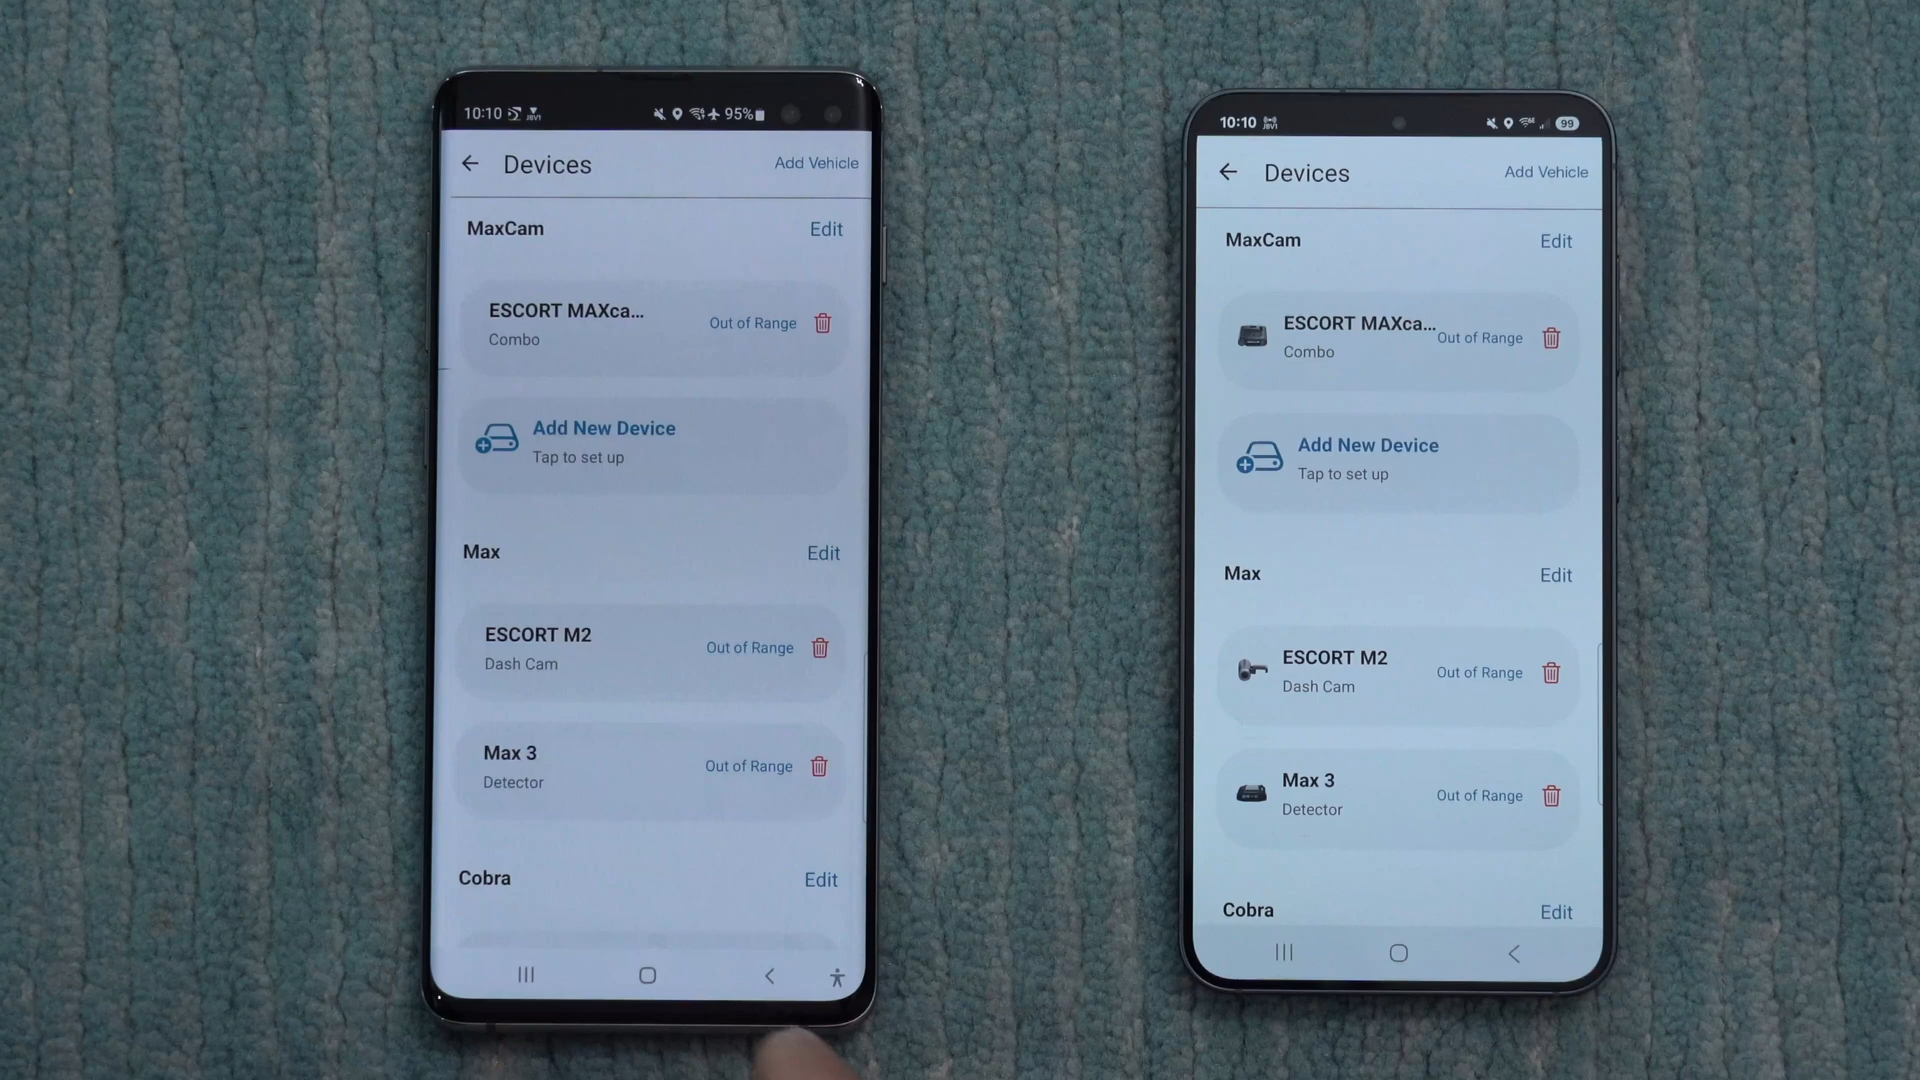 10:10 JBV1 95%
Devices Add Vehicle
MaxCam Edit
ESCORT MAXca...
Combo
Out of Range
Add New Device
Tap to set up
Max Edit
ESCORT M2
Dash Cam
Out of Range
Max 3
Detector
Out of Range
Cobra Edit
10:10 JBV1 99
Devices Add Vehicle
MaxCam Edit
ESCORT MAXca...
Combo
Out of Range
Add New Device
Tap to set up
Max Edit
ESCORT M2
Dash Cam
Out of Range
Max 3
Detector
Out of Range
Cobra Edit